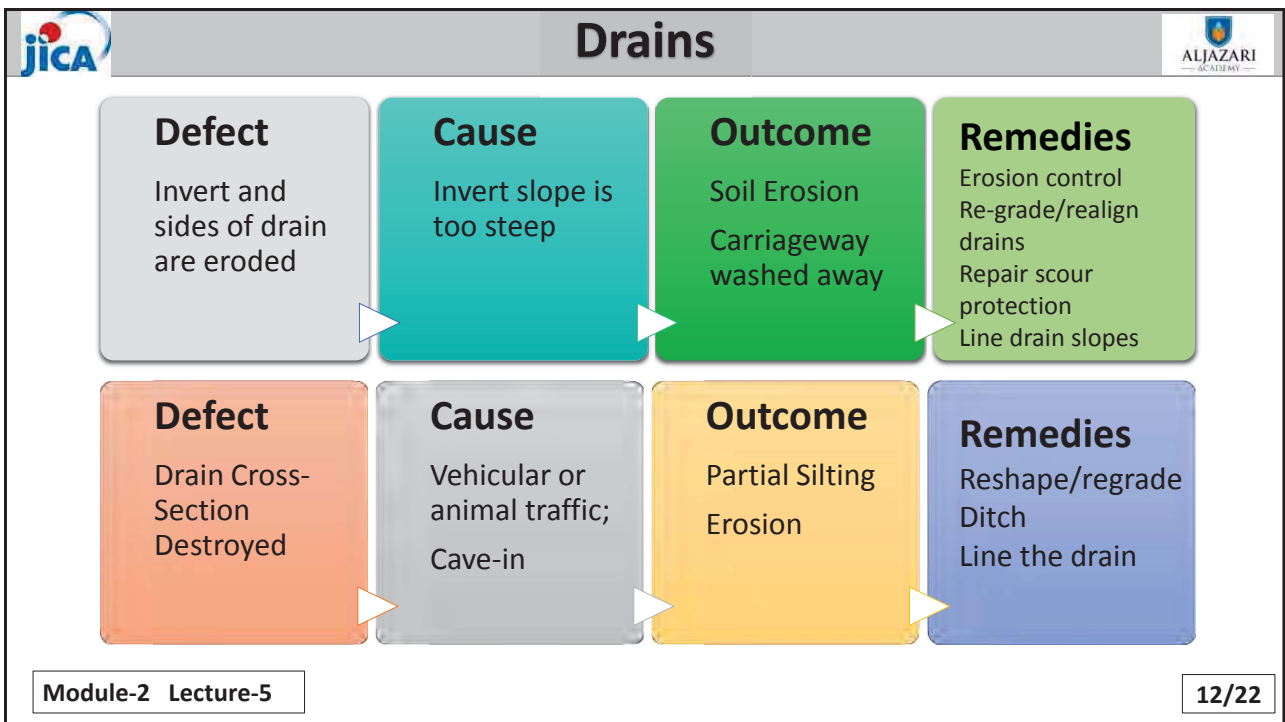 jica
Drains
ALJAZARI
ACADEMY
Defect
Invert and
sides of drain
are eroded
Cause
Invert slope is
too steep
Outcome
Soil Erosion
Carriageway
washed away
Remedies
Erosion control
Re-grade/realign
drains
Repair scour
protection
Line drain slopes
Defect
Drain Cross-
Section
Destroyed
Cause
Vehicular or
animal traffic;
Cave-in
Outcome
Partial Silting
Erosion
Remedies
Reshape/regrade
Ditch
Line the drain
Module-2 Lecture-5
12/22